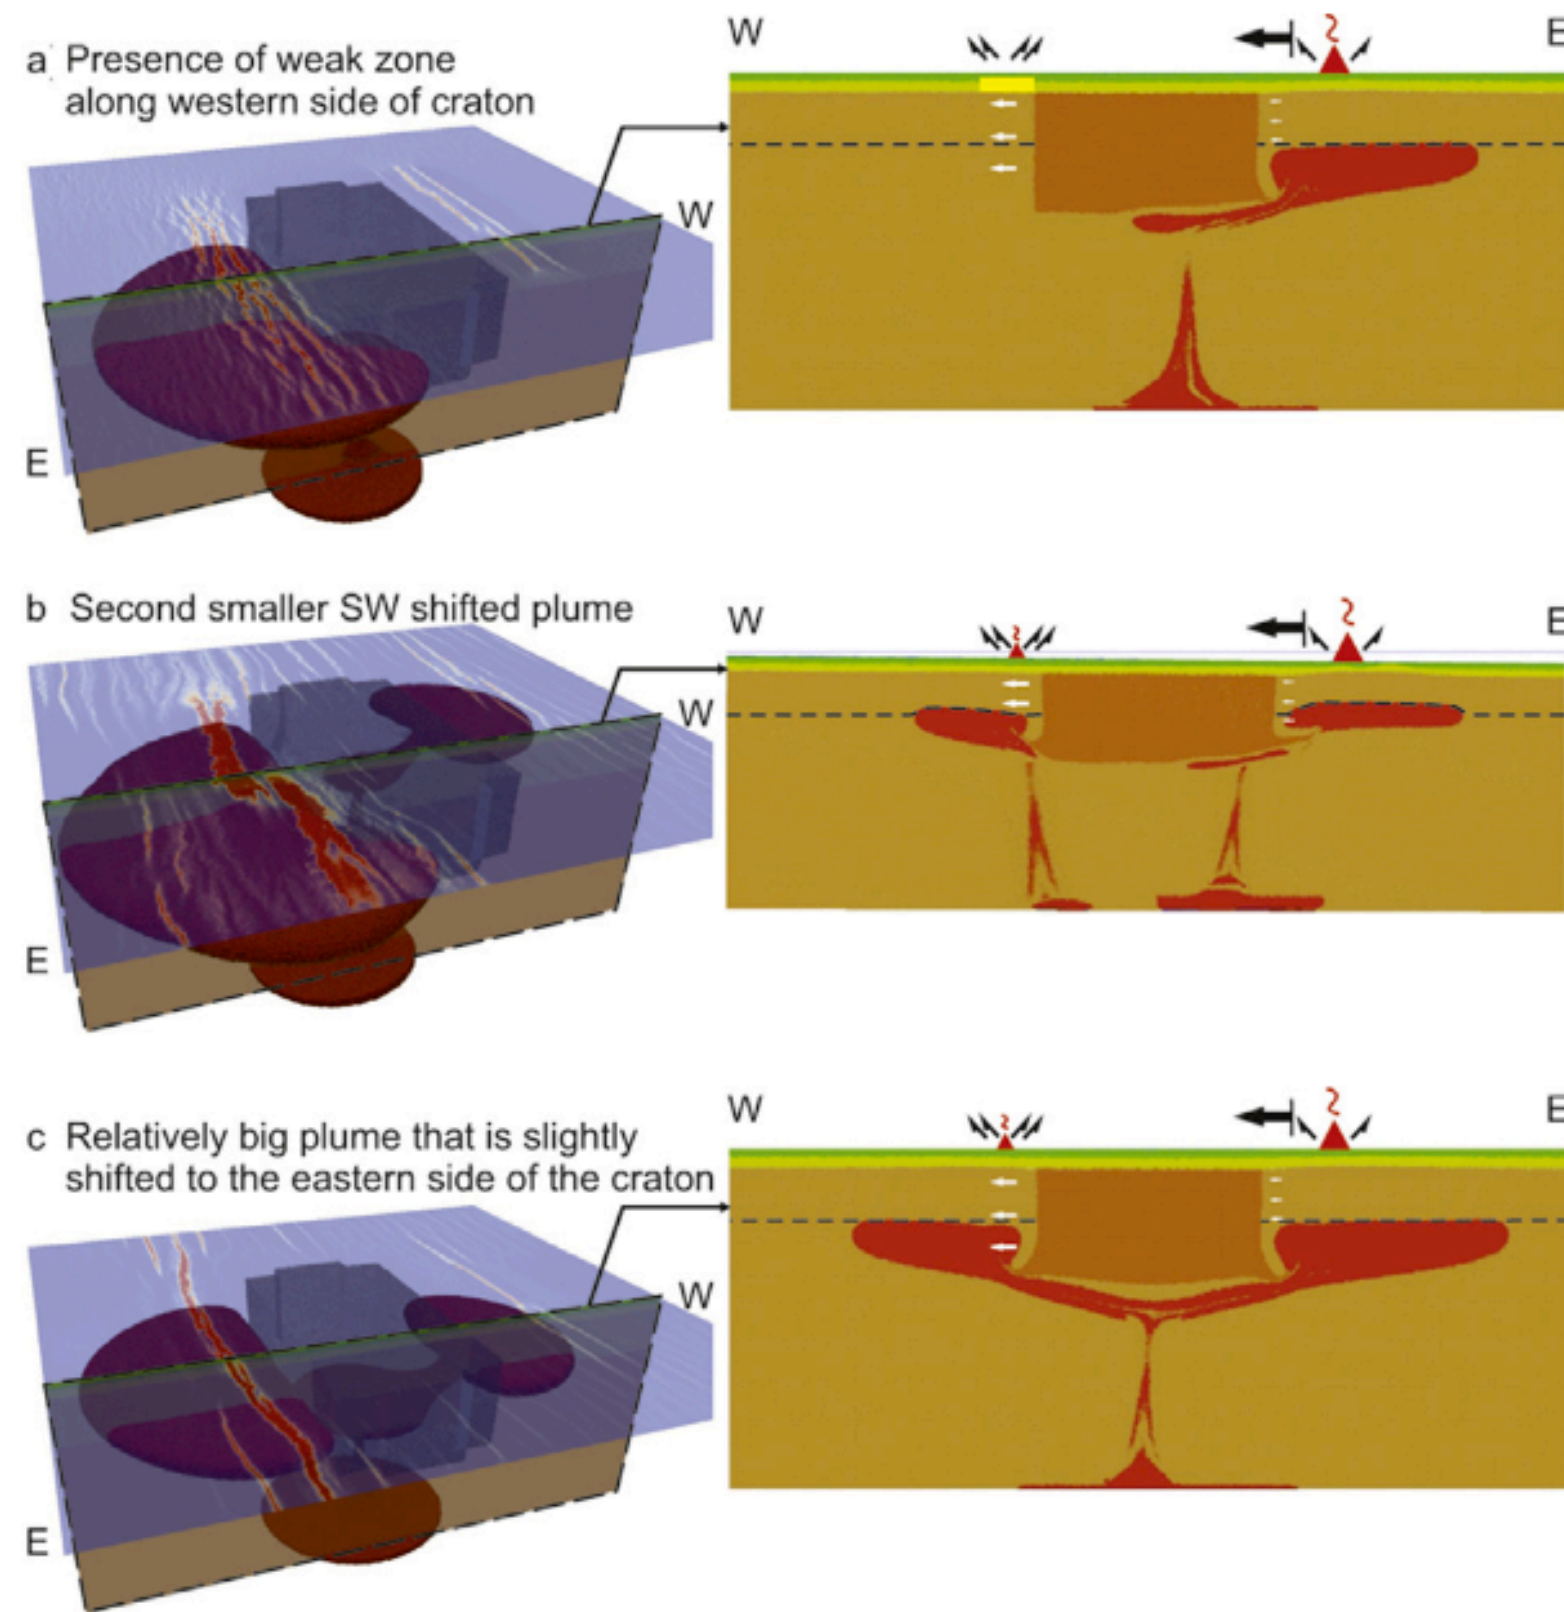 a Presence of weak zone
along western side of craton
W
E
W
E
b Second smaller SW shifted plume
W
E
W
E
c Relatively big plume that is slightly
shifted to the eastern side of the craton
W
E
W
E